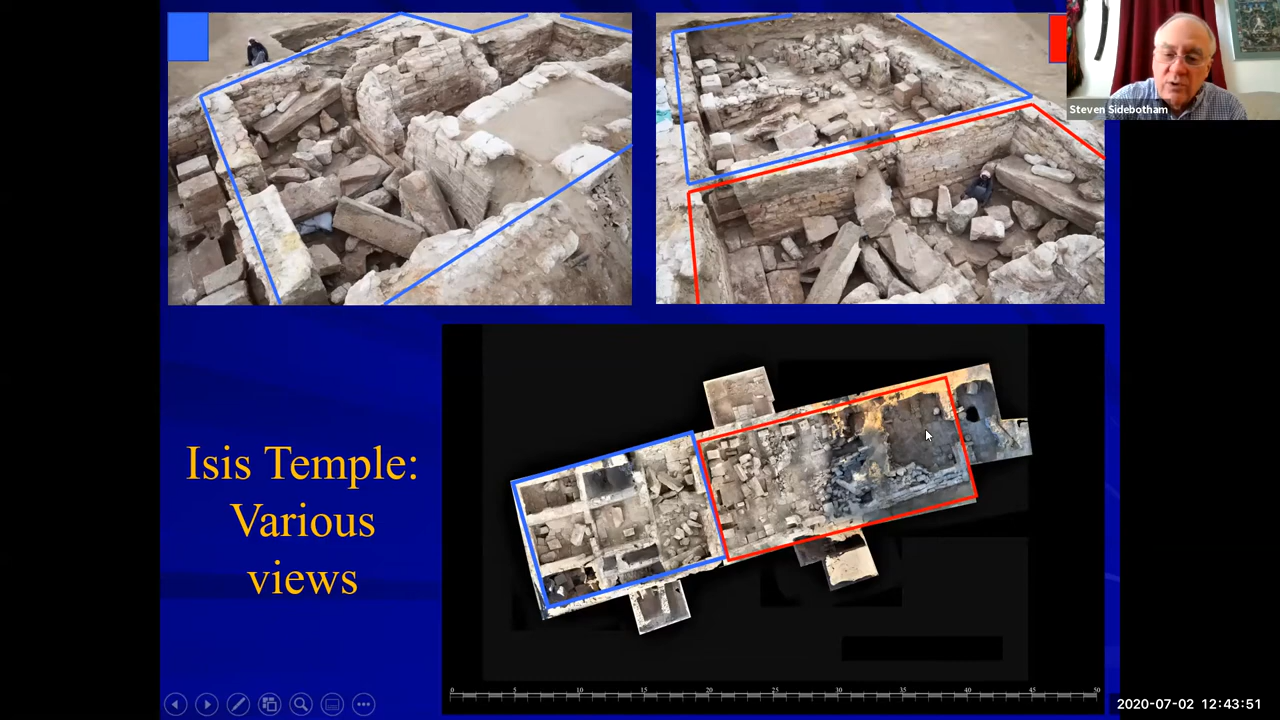 Steven Sidebotham
Isis Temple:
Various
views
0 5 10 15 20 25 30 35 40 45 50
2020-07-02 12:43:51